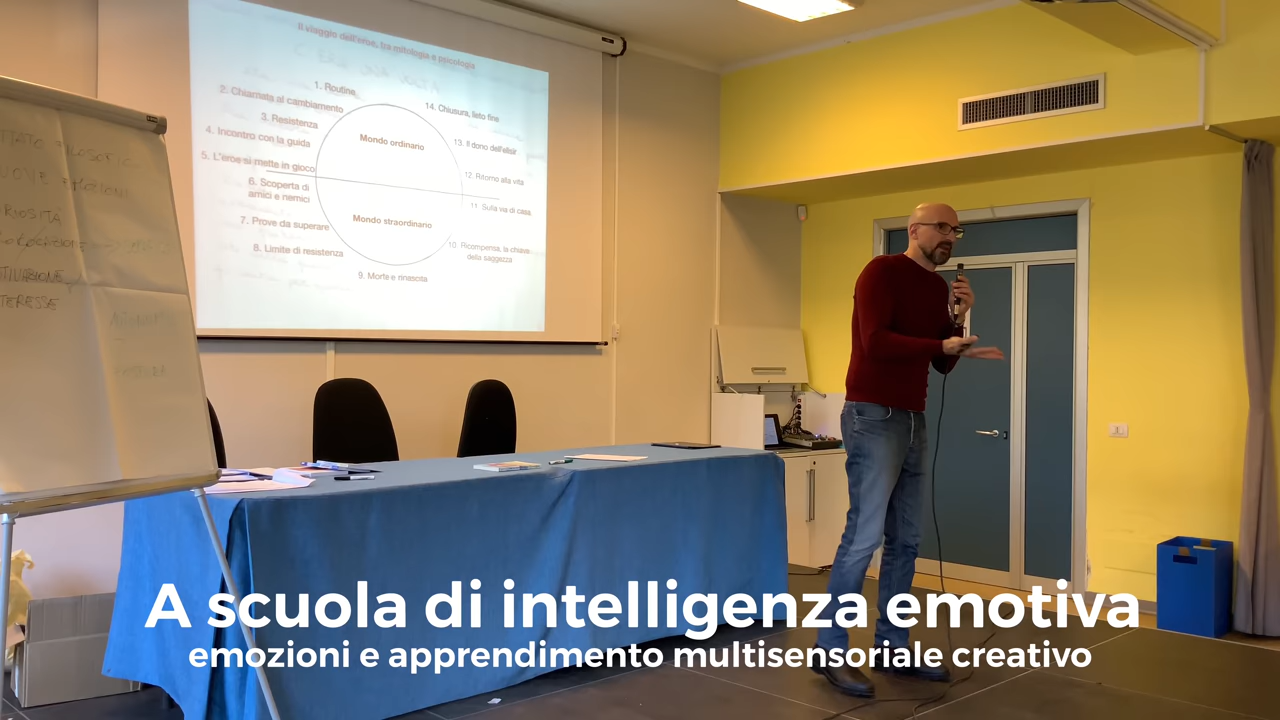 Il viaggio dell'eroe, tra mitologia e psicologia
1. Routine
2. Chiamata al cambiamento
3. Resistenza
4. Incontro con la guida
5. L'eroe si mette in gioco
6. Scoperta di
amici e nemici
7. Prove da superare
8. Limite di resistenza
9. Morte e rinascita
10. Ricompensa, la chiave
della saggezza
11. Sulla via di casa
12. Ritorno alla vita
13. Il dono dell'elisir
14. Chiusura, lieto fine
Mondo ordinario
Mondo straordinario
A scuola di intelligenza emotiva
emozioni e apprendimento multisensoriale creativo